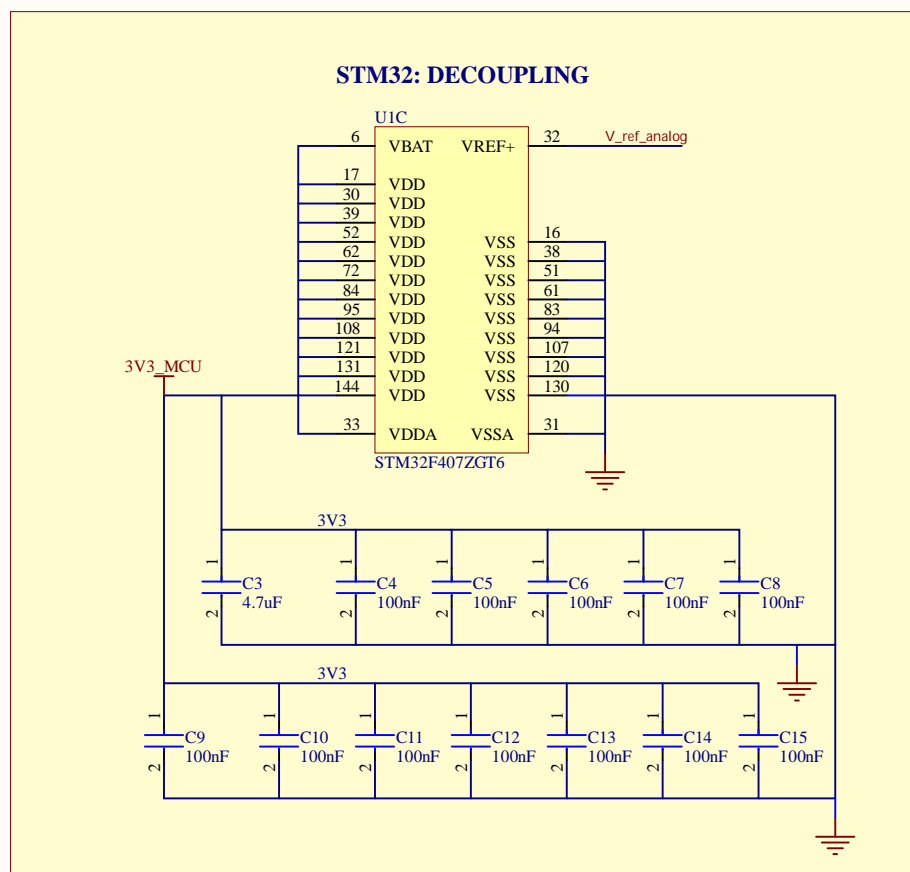 STM32: DECOUPLING
U1C
6 VBAT VREF+ 32 V_ref_analog
17 VDD
30 VDD
39 VDD
52 VDD VSS 16
62 VDD VSS 38
72 VDD VSS 51
84 VDD VSS 61
95 VDD VSS 83
108 VDD VSS 94
121 VDD VSS 107
131 VDD VSS 120
3V3_MCU
144 VDD VSS 130
33 VDDA VSSA 31
STM32F407ZGT6
3V3
1 1 1 1 1 1
C3 C4 C5 C6 C7 C8
4.7uF 100nF 100nF 100nF 100nF 100nF
2 2 2 2 2 2
3V3
1 1 1 1 1 1 1
C9 C10 C11 C12 C13 C14 C15
100nF 100nF 100nF 100nF 100nF 100nF 100nF
2 2 2 2 2 2 2